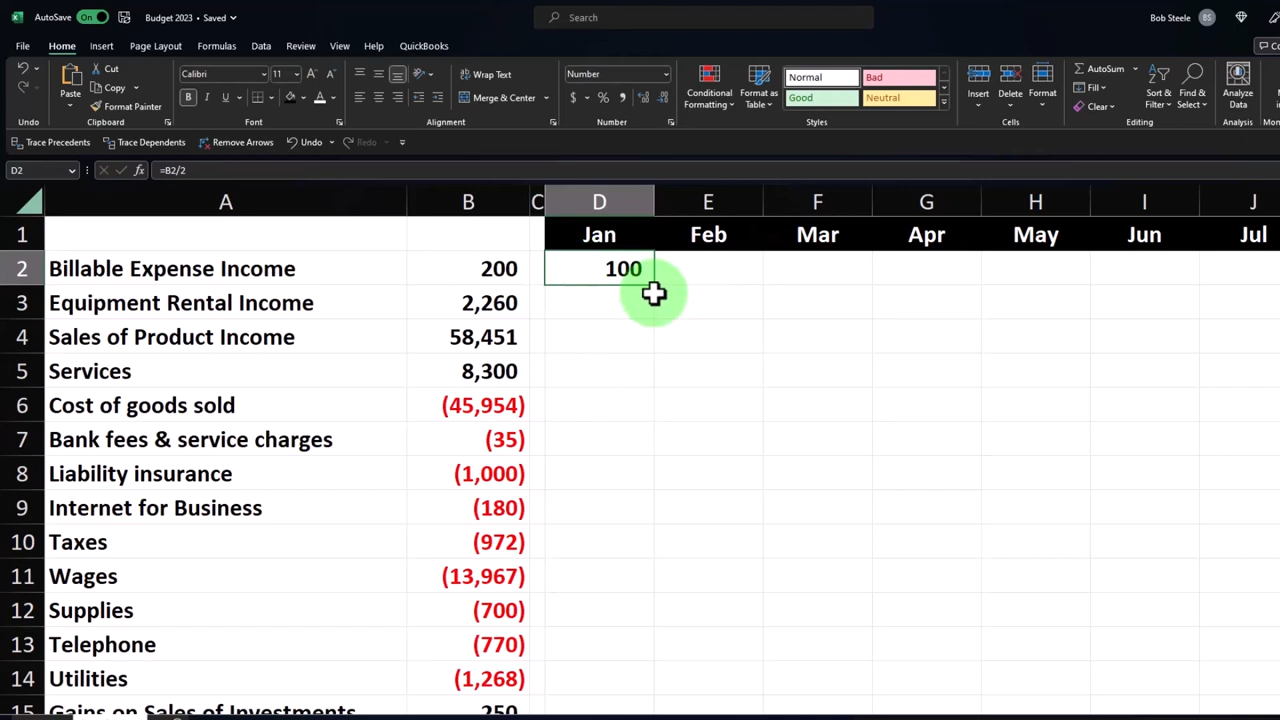 AutoSave On Budget 2023 • Saved Search Bob Steele
File Home Insert Page Layout Formulas Data Review View Help QuickBooks
Paste Cut Copy Format Painter
Calibri 11
B I U A
Wrap Text
Merge & Center
Number
$ % 9
Conditional Formatting Format as Table
Normal Bad
Good Neutral
Insert Delete Format
AutoSum
Fill
Clear
Sort & Filter Find & Select Analyze Data
Undo Clipboard Font Alignment Number Styles Cells Editing Analysis
Trace Precedents Trace Dependents Remove Arrows Undo Redo
D2 fx =B2/2
A B C D E F G H I J
1 Jan Feb Mar Apr May Jun Jul
2 Billable Expense Income 200 100
3 Equipment Rental Income 2,260
4 Sales of Product Income 58,451
5 Services 8,300
6 Cost of goods sold (45,954)
7 Bank fees & service charges (35)
8 Liability insurance (1,000)
9 Internet for Business (180)
10 Taxes (972)
11 Wages (13,967)
12 Supplies (700)
13 Telephone (770)
14 Utilities (1,268)
15 Gains on Sales of Investments 250